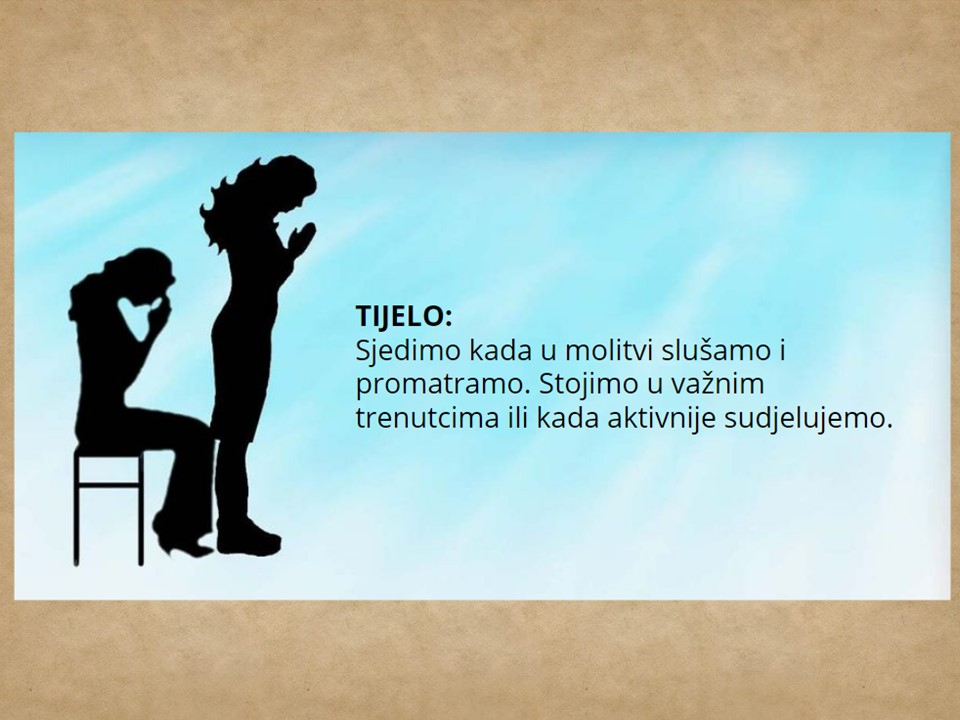 TIJELO:
Sjedimo kada u molitvi slušamo i
promatramo. Stojimo u važnim
trenutcima ili kada aktivnije sudjelujemo.